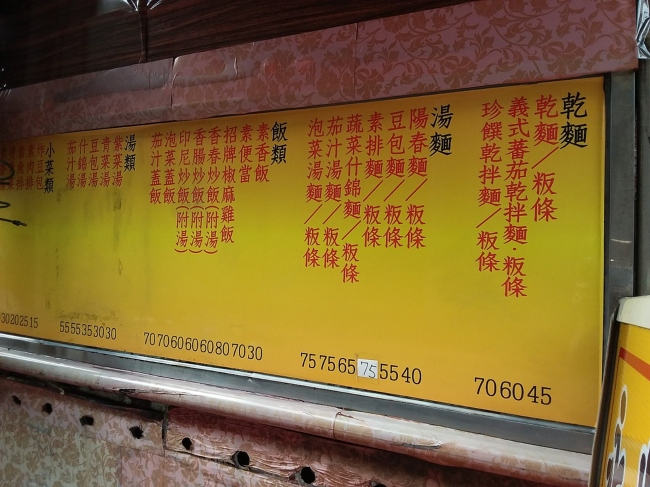 乾麵
乾麵／粄條
義式蕃茄乾拌麵．粄條
珍饌乾拌麵／粄條
706045
湯麵
陽春麵／粄條
豆包麵／粄條
素排麵／粄條
蔬菜什錦麵／粄條
茄汁湯麵／粄條
泡菜湯麵／粄條
757565755540
飯類
素香飯
素便當
招牌椒麻雞飯
香春炒飯(附湯)
香腸炒飯(附湯)
印尼炒飯(附湯)
泡菜蓋飯
茄汁蓋飯
7070606060807030
湯類
紫菜湯
青菜湯
豆包湯
什錦湯
茄汁湯
5555353030
小菜類
炸豆包
30202515